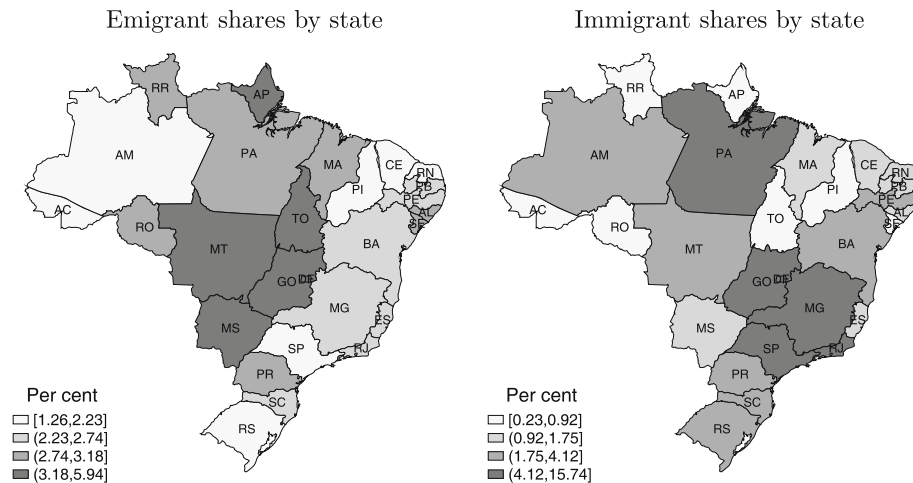 Emigrant shares by state
RR
AP
AM
PA
MA
CE
RN
PB
PE
AL
SE
PI
AC
RO
TO
MT
BA
GO
DF
MG
ES
MS
SP
RJ
PR
SC
RS
Per cent
[1.26,2.23]
(2.23,2.74]
(2.74,3.18]
(3.18,5.94]
Immigrant shares by state
RR
AP
AM
PA
MA
CE
RN
PB
PE
AL
SE
PI
AC
RO
TO
MT
BA
GO
DF
MG
ES
MS
SP
RJ
PR
SC
RS
Per cent
[0.23,0.92]
(0.92,1.75]
(1.75,4.12]
(4.12,15.74]